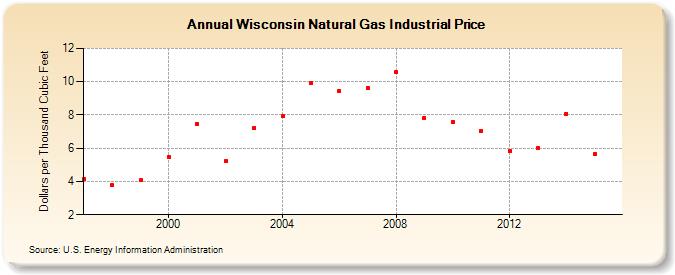 Annual Wisconsin Natural Gas Industrial Price
Dollars per Thousand Cubic Feet
12
10
8
6
4
2
2000 2004 2008 2012
Source: U.S. Energy Information Administration